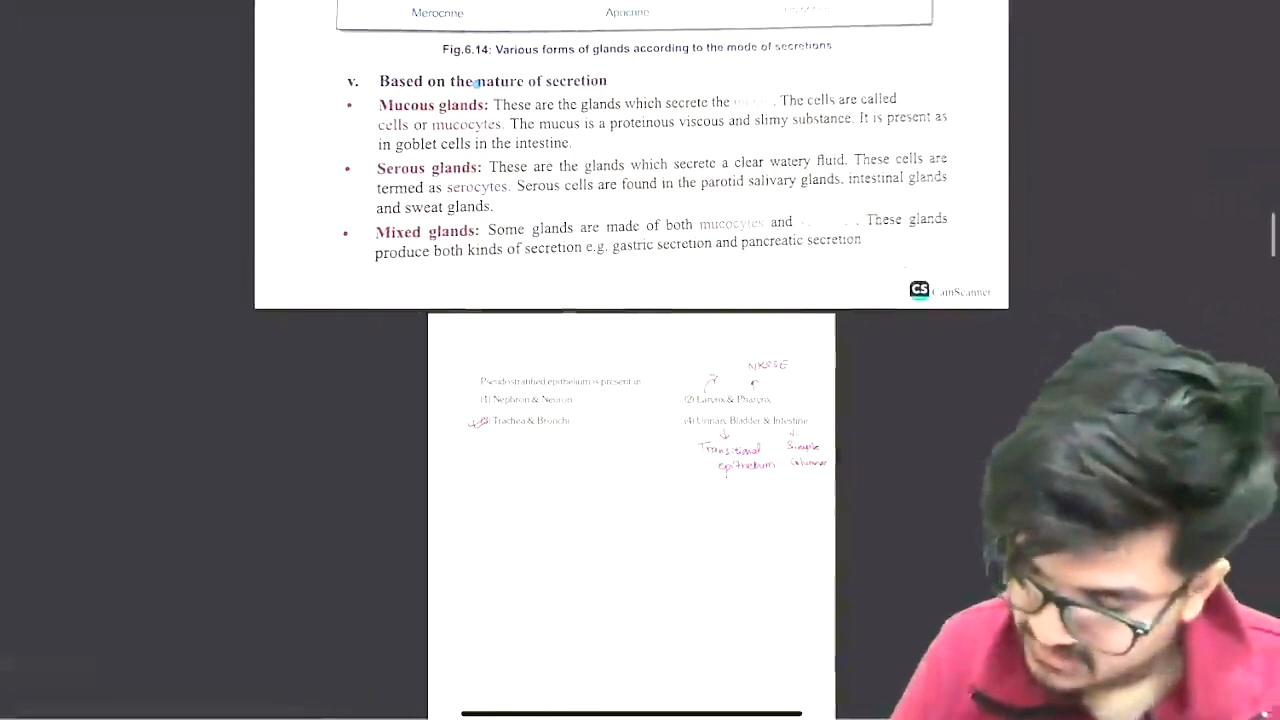 Merocrine Apocrine
Fig.6.14: Various forms of glands according to the mode of secretions
v. Based on the nature of secretion
• Mucous glands: These are the glands which secrete the . The cells are called
cells or mucocytes. The mucus is a proteinous viscous and slimy substance. It is present as
in goblet cells in the intestine.
• Serous glands: These are the glands which secrete a clear watery fluid. These cells are
termed as serocytes. Serous cells are found in the parotid salivary glands, intestinal glands
and sweat glands.
• Mixed glands: Some glands are made of both mucocytes and . These glands
produce both kinds of secretion e.g. gastric secretion and pancreatic secretion
CS CamScanner
NKSSE
Pseudostratified epithelium is present in
(1) Nephron & Neuron (2) Larynx & Pharynx
(3) Trachea & Bronchi (4) Urinary Bladder & Intestine
Transitional Simple
epithelium Columnar